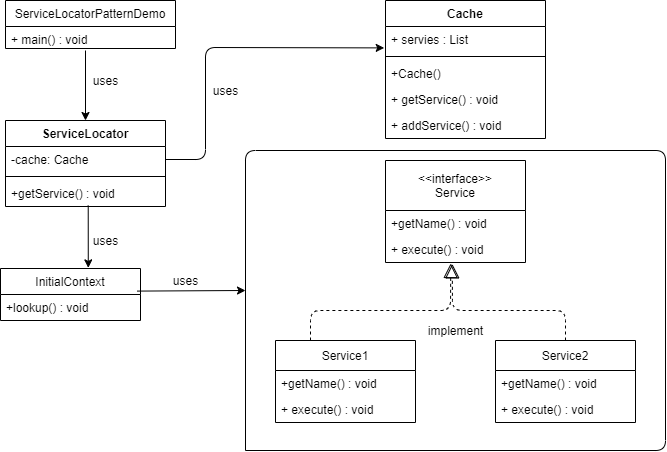 ServiceLocatorPatternDemo
+ main() : void
uses
Cache
+ servies : List
+Cache()
+ getService() : void
+ addService() : void
uses
ServiceLocator
-cache: Cache
+getService() : void
uses
InitialContext
+lookup() : void
uses
<<interface>>
Service
+getName() : void
+ execute() : void
implement
Service1
+getName() : void
+ execute() : void
Service2
+getName() : void
+ execute() : void